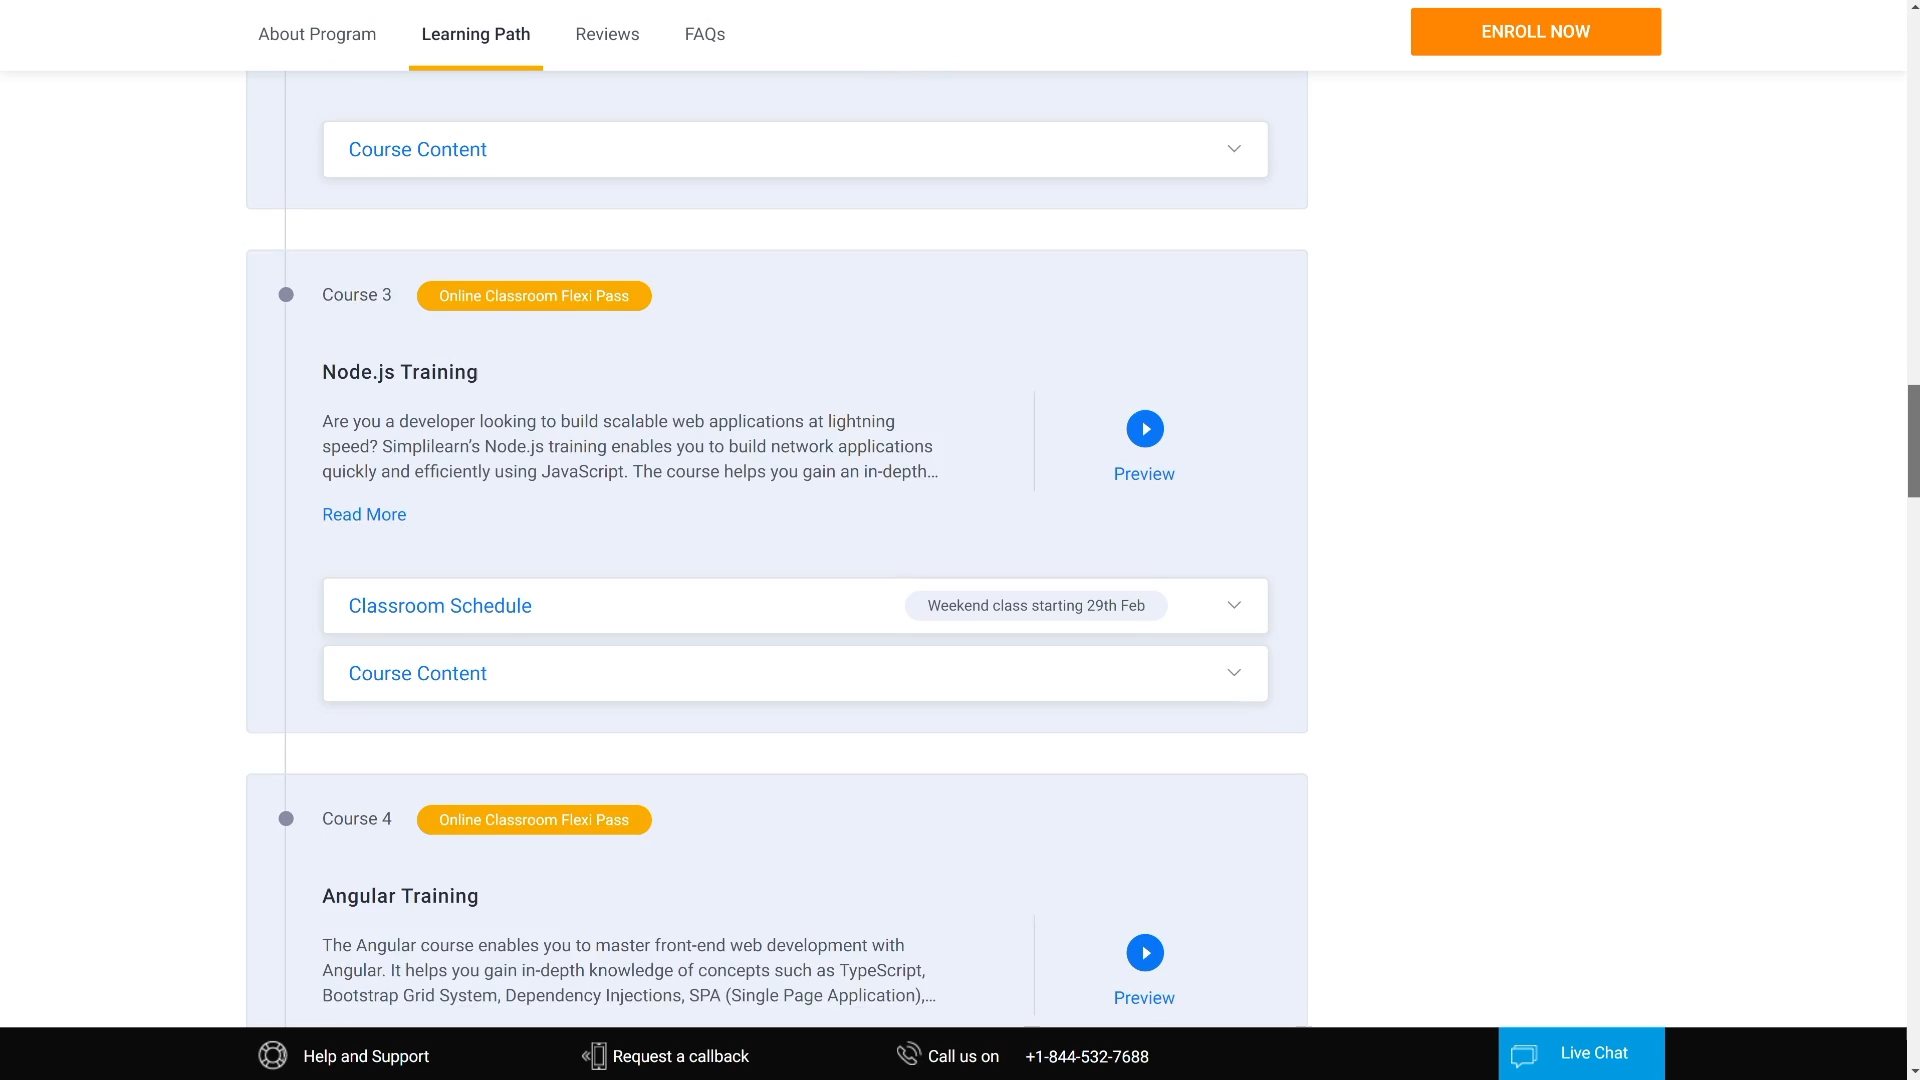 About Program
Learning Path
Reviews
FAQs
ENROLL NOW
Course Content
Course 3
Online Classroom Flexi Pass
Node.js Training
Are you a developer looking to build scalable web applications at lightning
speed? Simplilearn’s Node.js training enables you to build network applications
quickly and efficiently using JavaScript. The course helps you gain an in-depth...
Preview
Read More
Classroom Schedule
Weekend class starting 29th Feb
Course Content
Course 4
Online Classroom Flexi Pass
Angular Training
The Angular course enables you to master front-end web development with
Angular. It helps you gain in-depth knowledge of concepts such as TypeScript,
Bootstrap Grid System, Dependency Injections, SPA (Single Page Application),...
Preview
Help and Support
Request a callback
Call us on +1-844-532-7688
Live Chat